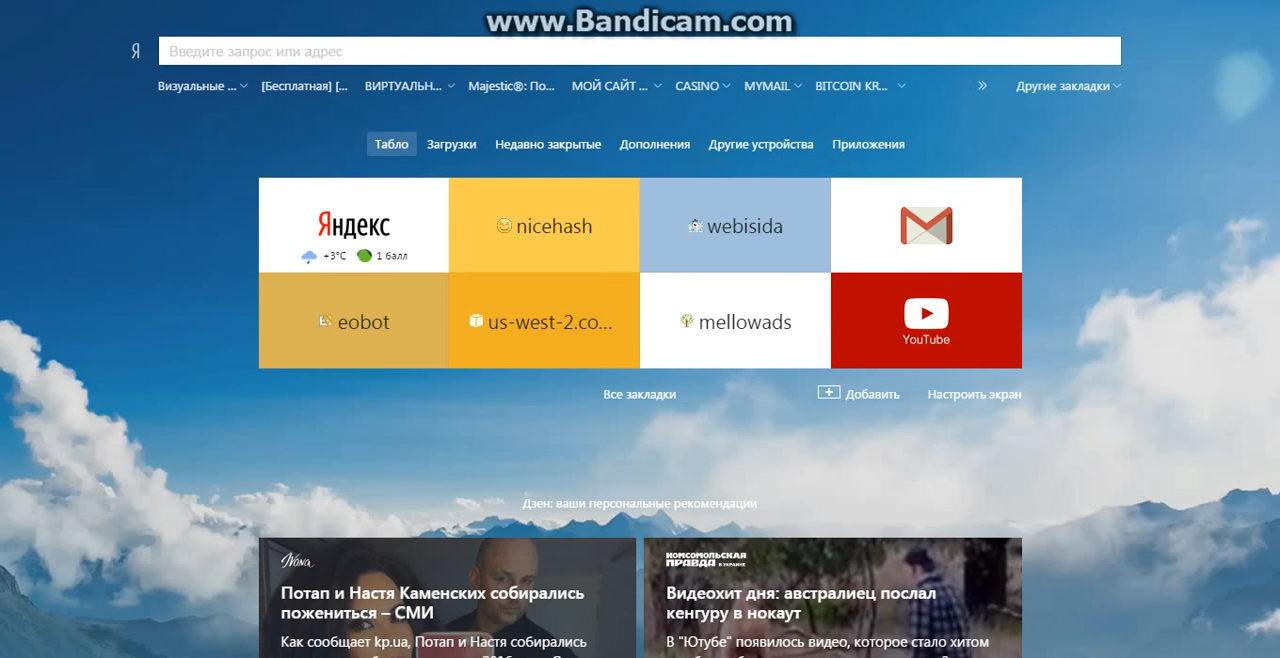 www.Bandicam.com
Я
Введите запрос или адрес
Визуальные ... [Бесплатная] [... ВИРТУАЛЬН... Majestic®: По... МОЙ САЙТ ... CASINO MYMAIL BITCOIN KR... » Другие закладки
Табло Загрузки Недавно закрытые Дополнения Другие устройства Приложения
Яндекс
+3°C 1 балл
nicehash
webisida
eobot
us-west-2.co...
mellowads
YouTube
Все закладки
Добавить Настроить экран
Дзен: ваши персональные рекомендации
Nona
Потап и Настя Каменских собирались
пожениться – СМИ
Как сообщает kp.ua, Потап и Настя собирались
КОМСОМОЛЬСКАЯ
ПРАВДА В УКРАИНЕ
Видеохит дня: австралиец послал
кенгуру в нокаут
В "Ютубе" появилось видео, которое стало хитом